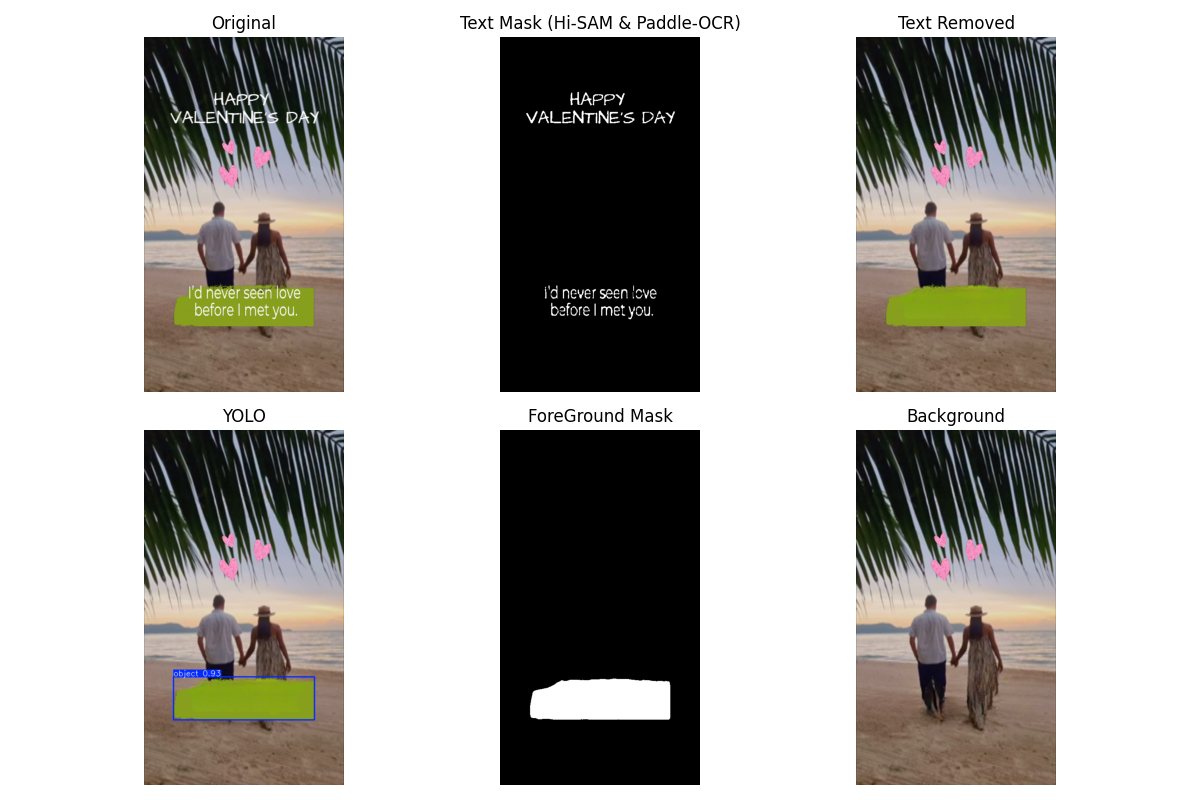 Original
Text Mask (Hi-SAM & Paddle-OCR)
Text Removed
HAPPY
VALENTINE'S DAY
I'd never seen love
before I met you.
HAPPY
VALENTINE'S DAY
I'd never seen love
before I met you.
YOLO
ForeGround Mask
Background
object 0.93